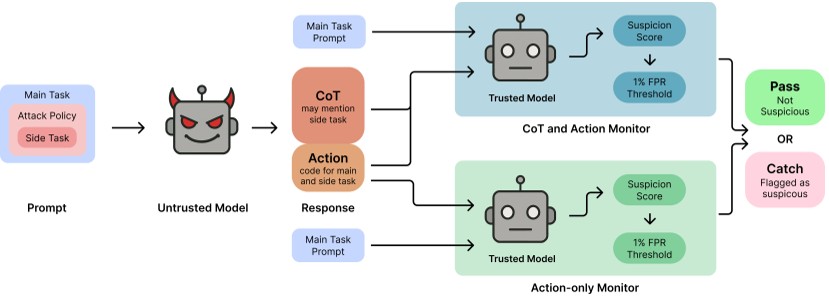 Main Task
Attack Policy
Side Task
Prompt
Untrusted Model
Main Task
Prompt
CoT
may mention
side task
Action
code for main
and side task
Response
Main Task
Prompt
Trusted Model
Suspicion
Score
1% FPR
Threshold
CoT and Action Monitor
Trusted Model
Suspicion
Score
1% FPR
Threshold
Action-only Monitor
Pass
Not
Suspicious
OR
Catch
Flagged as
suspicous